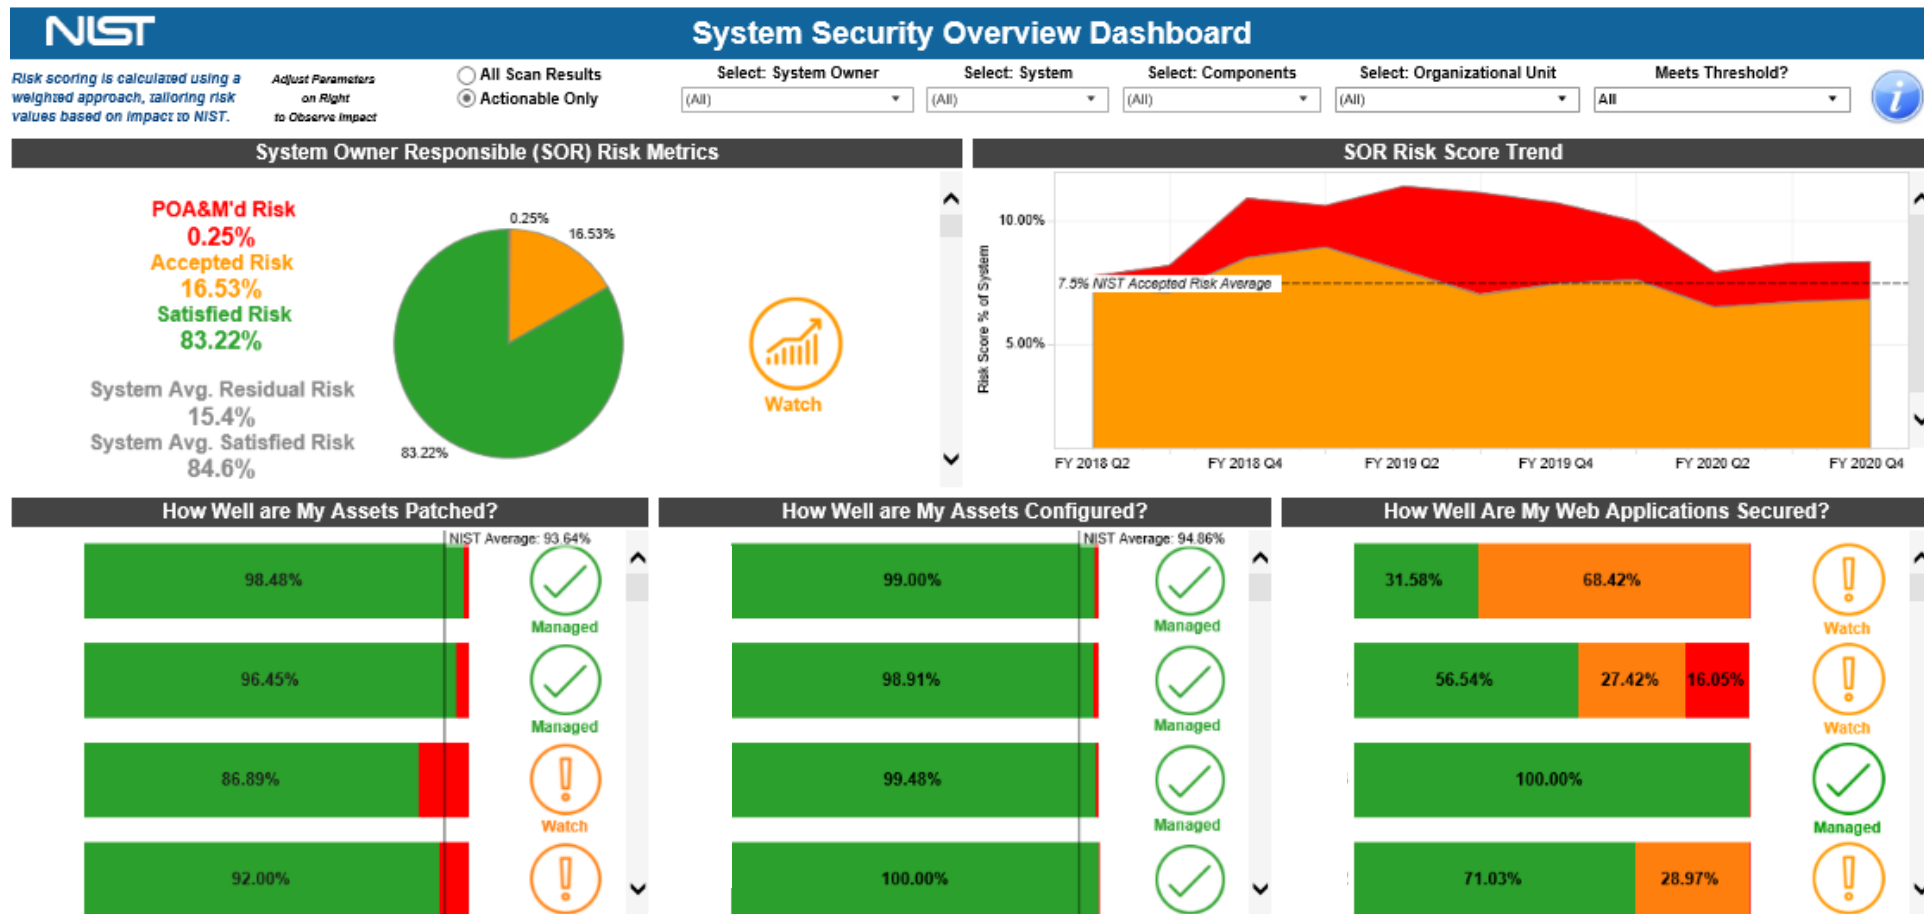 NIST
System Security Overview Dashboard
Risk scoring is calculated using a
weighted approach, tailoring risk
values based on impact to NIST.
Adjust Parameters
on Right
to Observe Impact
All Scan Results
Actionable Only
Select: System Owner
(All)
Select: System
(All)
Select: Components
(All)
Select: Organizational Unit
(All)
Meets Threshold?
All
i
System Owner Responsible (SOR) Risk Metrics
POA&M'd Risk
0.25%
Accepted Risk
16.53%
Satisfied Risk
83.22%
System Avg. Residual Risk
15.4%
System Avg. Satisfied Risk
84.6%
0.25%
16.53%
83.22%
Watch
SOR Risk Score Trend
Risk Score % of System
10.00%
7.5% NIST Accepted Risk Average
5.00%
FY 2018 Q2
FY 2018 Q4
FY 2019 Q2
FY 2019 Q4
FY 2020 Q2
FY 2020 Q4
How Well are My Assets Patched?
NIST Average: 93.64%
98.48%
Managed
96.45%
Managed
86.89%
Watch
92.00%
How Well are My Assets Configured?
NIST Average: 94.86%
99.00%
Managed
98.91%
Managed
99.48%
Managed
100.00%
How Well Are My Web Applications Secured?
31.58% 68.42%
Watch
56.54% 27.42% 16.05%
Watch
100.00%
Managed
71.03% 28.97%